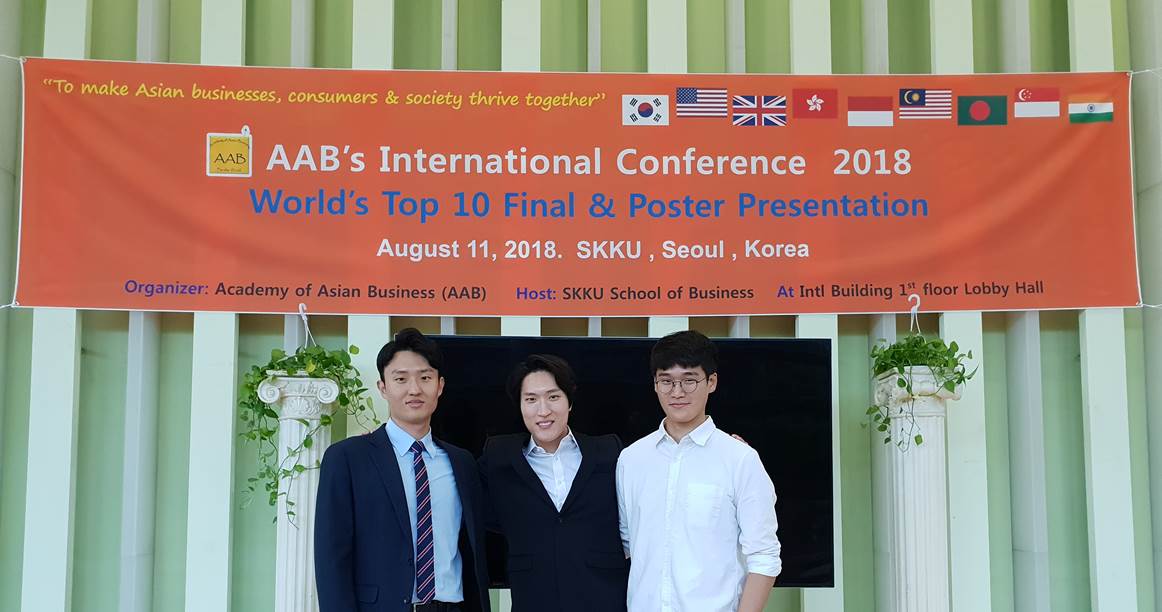 “To make Asian businesses, consumers & society thrive together”
AAB
AAB's International Conference 2018
World's Top 10 Final & Poster Presentation
August 11, 2018. SKKU , Seoul , Korea
Organizer: Academy of Asian Business (AAB) Host: SKKU School of Business At Intl Building 1st floor Lobby Hall